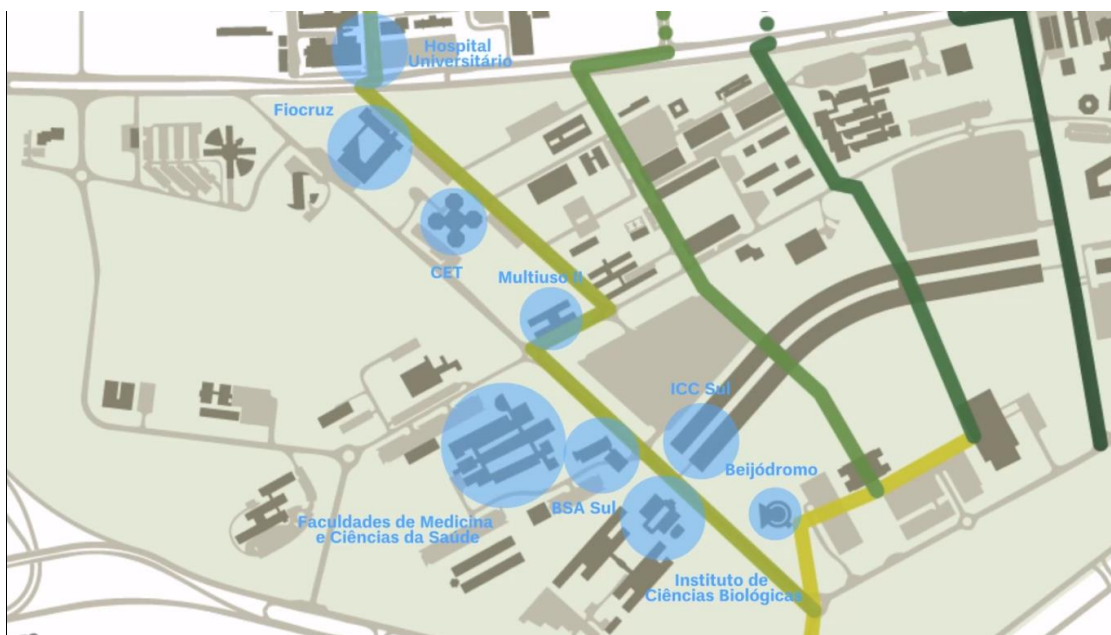 Hospital
Universitário
Fiocruz
CET
Multiuso II
ICC Sul
Beijódromo
BSA Sul
Faculdades de Medicina
e Ciências da Saúde
Instituto de
Ciências Biológicas